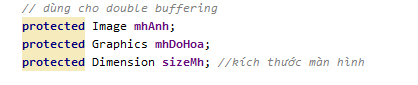 // dùng cho double buffering
protected Image mhAnh;
protected Graphics mhDoHoa;
protected Dimension sizeMh; //kích thước màn hình